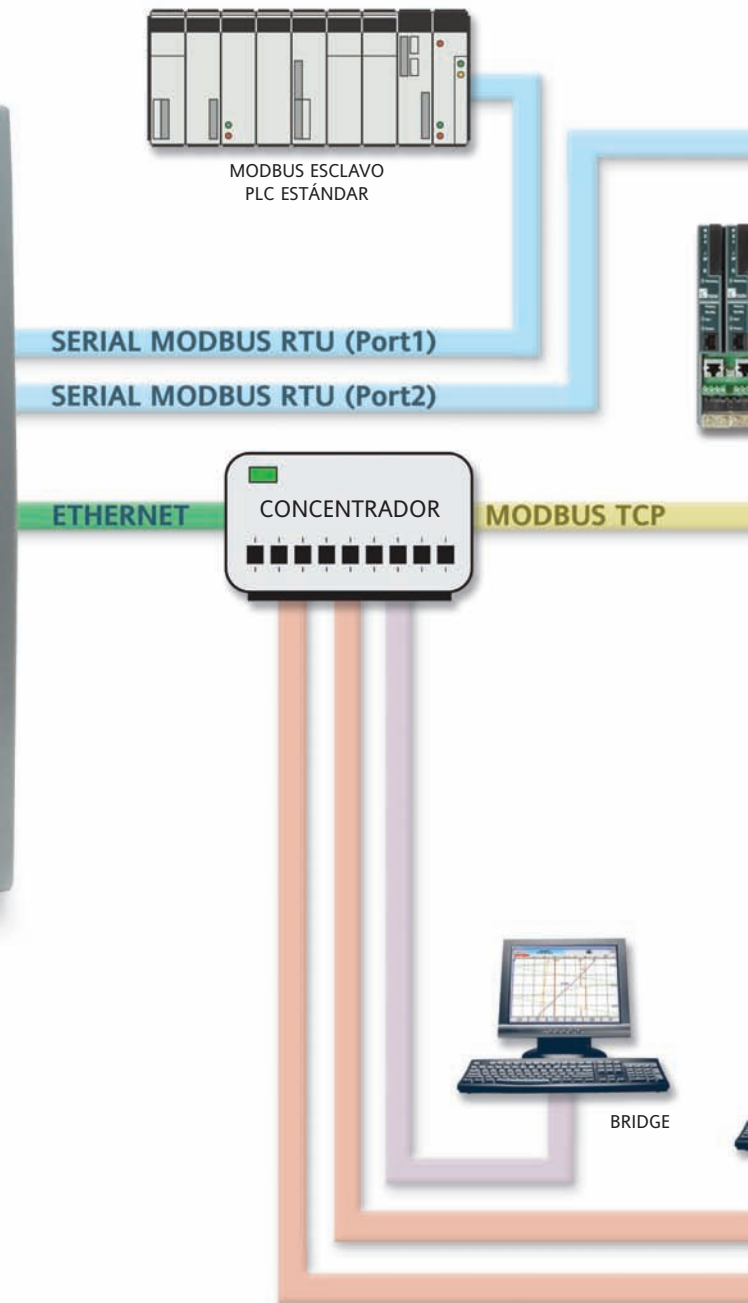 MODBUS ESCLAVO
PLC ESTÁNDAR
SERIAL MODBUS RTU (Port1)
SERIAL MODBUS RTU (Port2)
ETHERNET
CONCENTRADOR
MODBUS TCP
BRIDGE